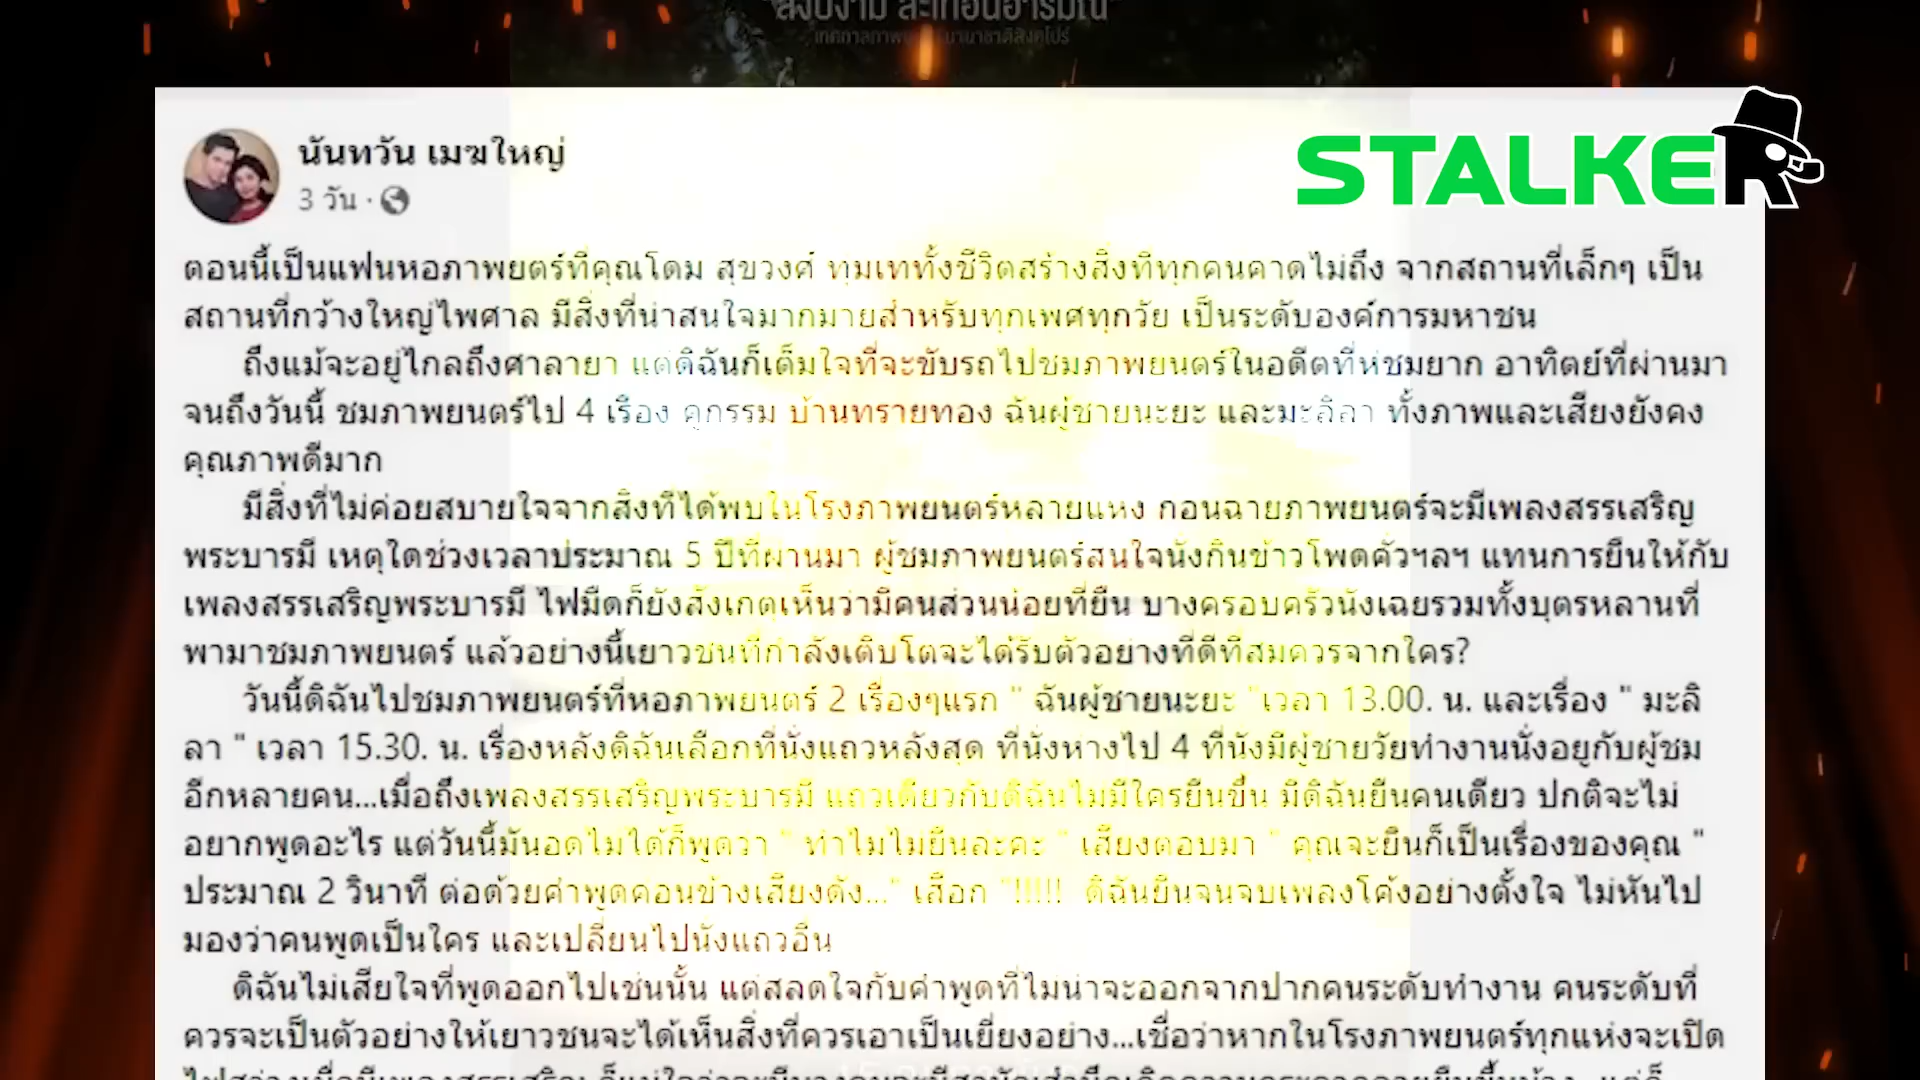 "สงบงาม สะเทือนอารมณ์"
เทศกาลภาพยนตร์นานาชาติสิงคโปร์
STALKER
นันทวัน เมฆใหญ่
3 วัน ·
ตอนนี้เป็นแฟนหอภาพยตร์ที่คุณโดม สุขวงศ์ ทุ่มเททั้งชีวิตสร้างสิ่งที่ทุกคนคาดไม่ถึง จากสถานที่เล็กๆ เป็น
สถานที่กว้างใหญ่ไพศาล มีสิ่งที่น่าสนใจมากมายสำหรับทุกเพศทุกวัย เป็นระดับองค์การมหาชน
ถึงแม้จะอยู่ไกลถึงศาลายา แต่ดิฉันก็เต็มใจที่จะขับรถไปชมภาพยนตร์ในอดีตที่ห่ชมยาก อาทิตย์ที่ผ่านมา
จนถึงวันนี้ ชมภาพยนตร์ไป 4 เรื่อง คู่กรรม บ้านทรายทอง ฉันผู้ชายนะยะ และมะลิลา ทั้งภาพและเสียงยังคง
คุณภาพดีมาก
มีสิ่งที่ไม่ค่อยสบายใจจากสิ่งที่ได้พบในโรงภาพยนตร์หลายแห่ง ก่อนฉายภาพยนตร์จะมีเพลงสรรเสริญ
พระบารมี เหตุใดช่วงเวลาประมาณ 5 ปีที่ผ่านมา ผู้ชมภาพยนตร์สนใจนั่งกินข้าวโพดคั่วฯลฯ แทนการยืนให้กับ
เพลงสรรเสริญพระบารมี ไฟมืดก็ยังสังเกตุเห็นว่ามีคนส่วนน้อยที่ยืน บางครอบครัวนั่งเฉยรวมทั้งบุตรหลานที่
พามาชมภาพยนตร์ แล้วอย่างนี้เยาวชนที่กำลังเติบโตจะได้รับตัวอย่างที่ดีที่สมควรจากใคร?
วันนี้ดิฉันไปชมภาพยนตร์ที่หอภาพยนตร์ 2 เรื่องๆแรก " ฉันผู้ชายนะยะ "เวลา 13.00. น. และเรื่อง " มะลิ
ลา " เวลา 15.30. น. เรื่องหลังดิฉันเลือกที่นั่งแถวหลังสุด ที่นั่งห่างไป 4 ที่นั่งมีผู้ชายวัยทำงานนั่งอยู่กับผู้ชม
อีกหลายคน...เมื่อถึงเพลงสรรเสริญพระบารมี แถวเดียวกับดิฉันไม่มีใครยืนขึ้น มีดิฉันยืนคนเดียว ปกติจะไม่
อยากพูดอะไร แต่วันนี้มันอดไม่ได้ก็พูดว่า " ทำไมไม่ยืนล่ะคะ " เสียงตอบมา " คุณจะยืนก็เป็นเรื่องของคุณ "
ประมาณ 2 วินาที ต่อด้วยคำพูดค่อนข้างเสียงดัง..." เสือก "!!!!! ดิฉันยืนจนจบเพลงโค้งอย่างตั้งใจ ไม่หันไป
มองว่าคนพูดเป็นใคร และเปลี่ยนไปนั่งแถวอื่น
ดิฉันไม่เสียใจที่พูดออกไปเช่นนั้น แต่สลดใจกับคำพูดที่ไม่น่าจะออกจากปากคนระดับทำงาน คนระดับที่
ควรจะเป็นตัวอย่างให้เยาวชนจะได้เห็นสิ่งที่ควรเอาเป็นเยี่ยงอย่าง...เชื่อว่าหากในโรงภาพยนตร์ทุกแห่งจะเปิด